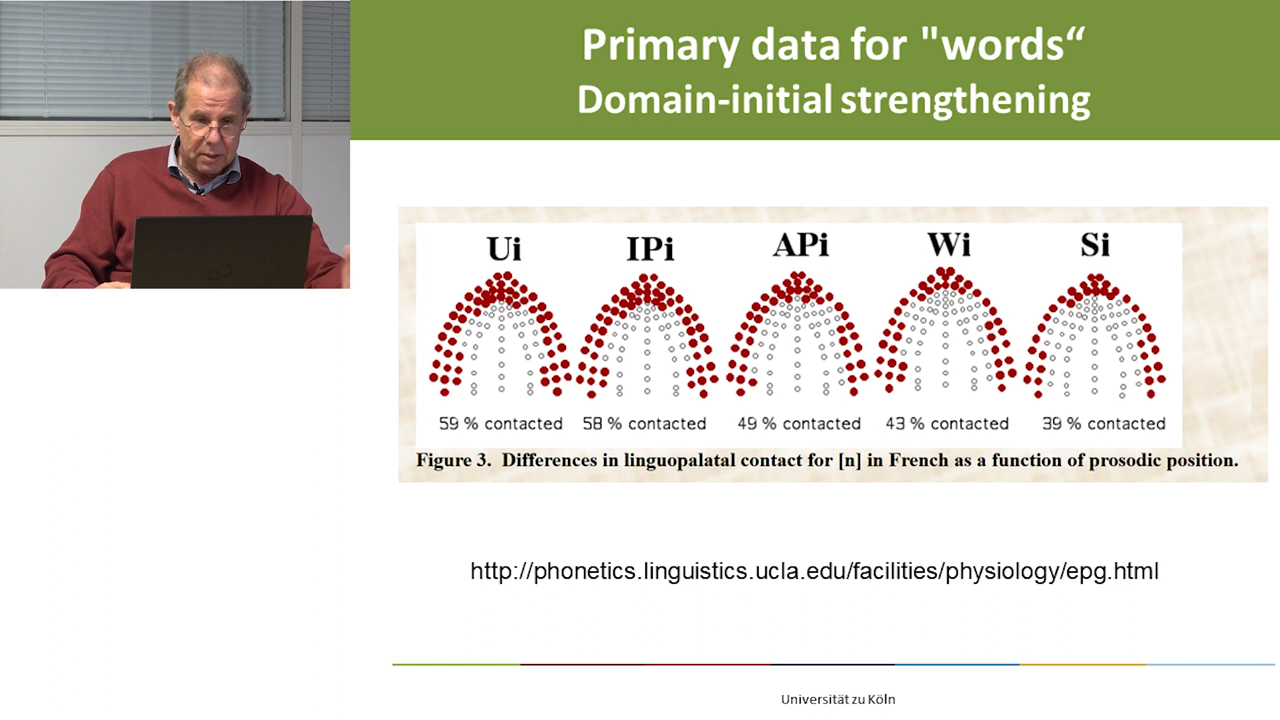 Primary data for "words“
Domain-initial strengthening
Ui IPi APi Wi Si
59 % contacted 58 % contacted 49 % contacted 43 % contacted 39 % contacted
Figure 3. Differences in linguopalatal contact for [n] in French as a function of prosodic position.
http://phonetics.linguistics.ucla.edu/facilities/physiology/epg.html
Universität zu Köln